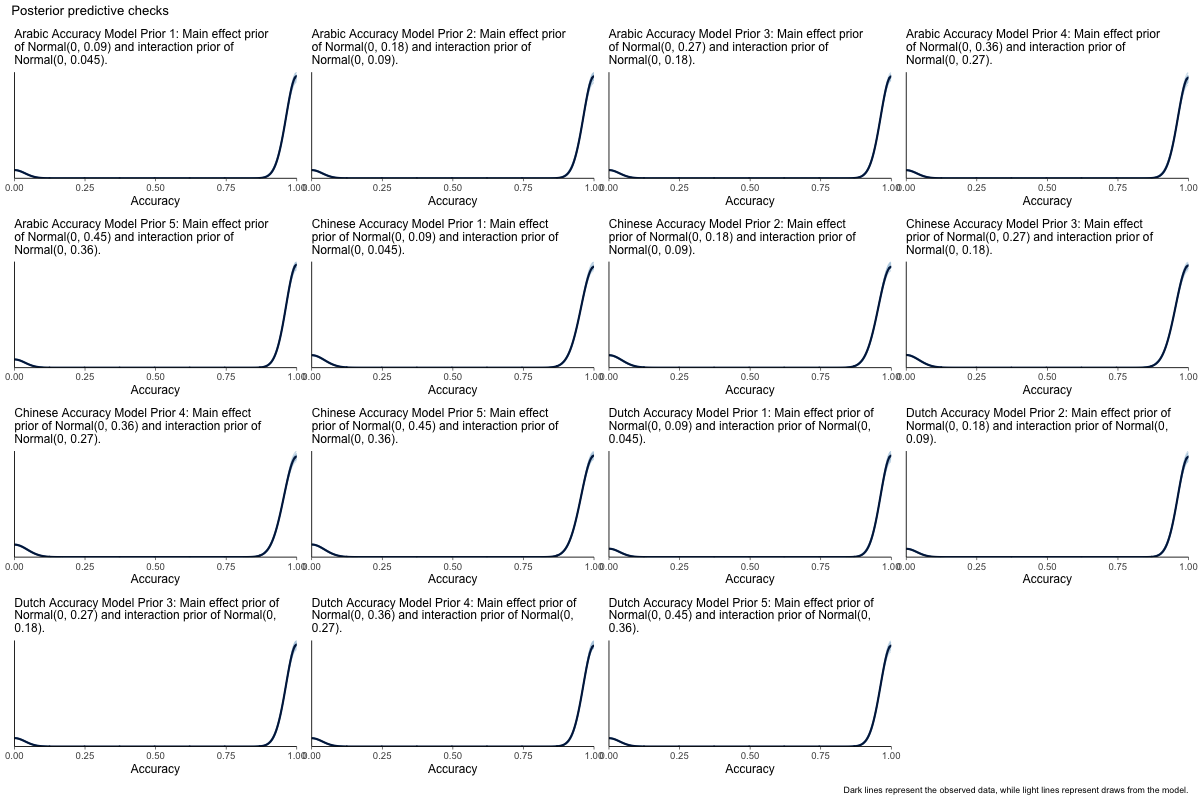 Posterior predictive checks
Arabic Accuracy Model Prior 1: Main effect prior
of Normal(0, 0.09) and interaction prior of
Normal(0, 0.045).
0.00 0.25 0.50 0.75 1.00
Accuracy
Arabic Accuracy Model Prior 2: Main effect prior
of Normal(0, 0.18) and interaction prior of
Normal(0, 0.09).
0.00 0.25 0.50 0.75 1.00
Accuracy
Arabic Accuracy Model Prior 3: Main effect prior
of Normal(0, 0.27) and interaction prior of
Normal(0, 0.18).
0.00 0.25 0.50 0.75 1.00
Accuracy
Arabic Accuracy Model Prior 4: Main effect prior
of Normal(0, 0.36) and interaction prior of
Normal(0, 0.27).
0.00 0.25 0.50 0.75 1.00
Accuracy
Arabic Accuracy Model Prior 5: Main effect prior
of Normal(0, 0.45) and interaction prior of
Normal(0, 0.36).
0.00 0.25 0.50 0.75 1.00
Accuracy
Chinese Accuracy Model Prior 1: Main effect
prior of Normal(0, 0.09) and interaction prior of
Normal(0, 0.045).
0.00 0.25 0.50 0.75 1.00
Accuracy
Chinese Accuracy Model Prior 2: Main effect
prior of Normal(0, 0.18) and interaction prior of
Normal(0, 0.09).
0.00 0.25 0.50 0.75 1.00
Accuracy
Chinese Accuracy Model Prior 3: Main effect
prior of Normal(0, 0.27) and interaction prior of
Normal(0, 0.18).
0.00 0.25 0.50 0.75 1.00
Accuracy
Chinese Accuracy Model Prior 4: Main effect
prior of Normal(0, 0.36) and interaction prior of
Normal(0, 0.27).
0.00 0.25 0.50 0.75 1.00
Accuracy
Chinese Accuracy Model Prior 5: Main effect
prior of Normal(0, 0.45) and interaction prior of
Normal(0, 0.36).
0.00 0.25 0.50 0.75 1.00
Accuracy
Dutch Accuracy Model Prior 1: Main effect prior of
Normal(0, 0.09) and interaction prior of Normal(0,
0.045).
0.00 0.25 0.50 0.75 1.00
Accuracy
Dutch Accuracy Model Prior 2: Main effect prior of
Normal(0, 0.18) and interaction prior of Normal(0,
0.09).
0.00 0.25 0.50 0.75 1.00
Accuracy
Dutch Accuracy Model Prior 3: Main effect prior of
Normal(0, 0.27) and interaction prior of Normal(0,
0.18).
0.00 0.25 0.50 0.75 1.00
Accuracy
Dutch Accuracy Model Prior 4: Main effect prior of
Normal(0, 0.36) and interaction prior of Normal(0,
0.27).
0.00 0.25 0.50 0.75 1.00
Accuracy
Dutch Accuracy Model Prior 5: Main effect prior of
Normal(0, 0.45) and interaction prior of Normal(0,
0.36).
0.00 0.25 0.50 0.75 1.00
Accuracy
Dark lines represent the observed data, while light lines represent draws from the model.